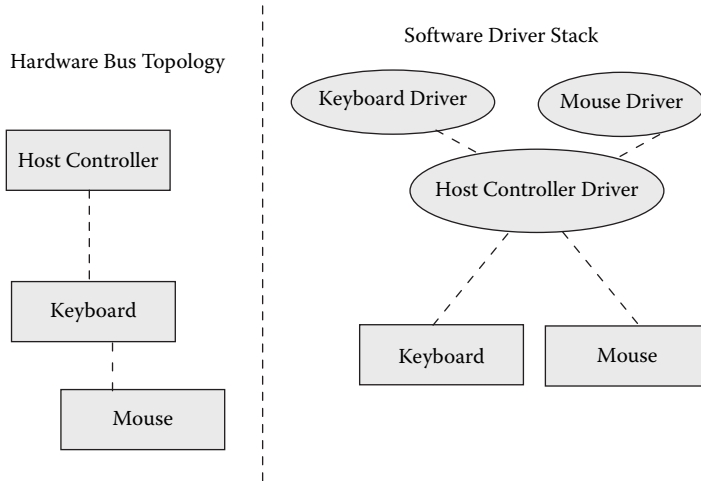 Hardware Bus Topology
Host Controller
Keyboard
Mouse
Software Driver Stack
Keyboard Driver
Mouse Driver
Host Controller Driver
Keyboard
Mouse